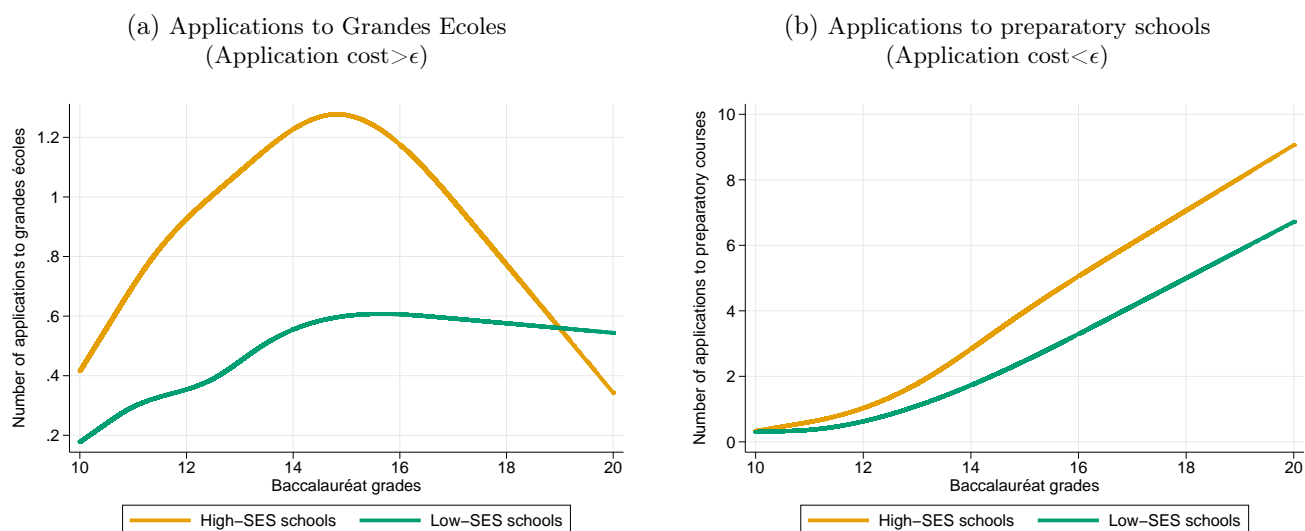 (a) Applications to Grandes Ecoles
(Application cost>ϵ)
Number of applications to grandes écoles
1.2
1
.8
.6
.4
.2
10 12 14 16 18 20
Baccalauréat grades
High−SES schools Low−SES schools
(b) Applications to preparatory schools
(Application cost<ϵ)
Number of applications to preparatory courses
10
8
6
4
2
0
10 12 14 16 18 20
Baccalauréat grades
High−SES schools Low−SES schools